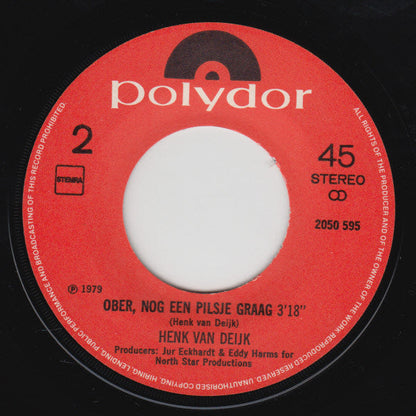 polydor
2
STEMRA
45
STEREO
2050 595
℗ 1979
OBER, NOG EEN PILSJE GRAAG 3'18"
(Henk van Deijk)
HENK VAN DEIJK
Producers: Jur Eckhardt & Eddy Harms for
North Star Productions
ALL RIGHTS OF THE PRODUCER AND OF THE OWNER OF THE WORK REPRODUCED RESERVED. UNAUTHORISED COPYING, HIRING, LENDING, PUBLIC PERFORMANCE AND BROADCASTING OF THIS RECORD PROHIBITED.